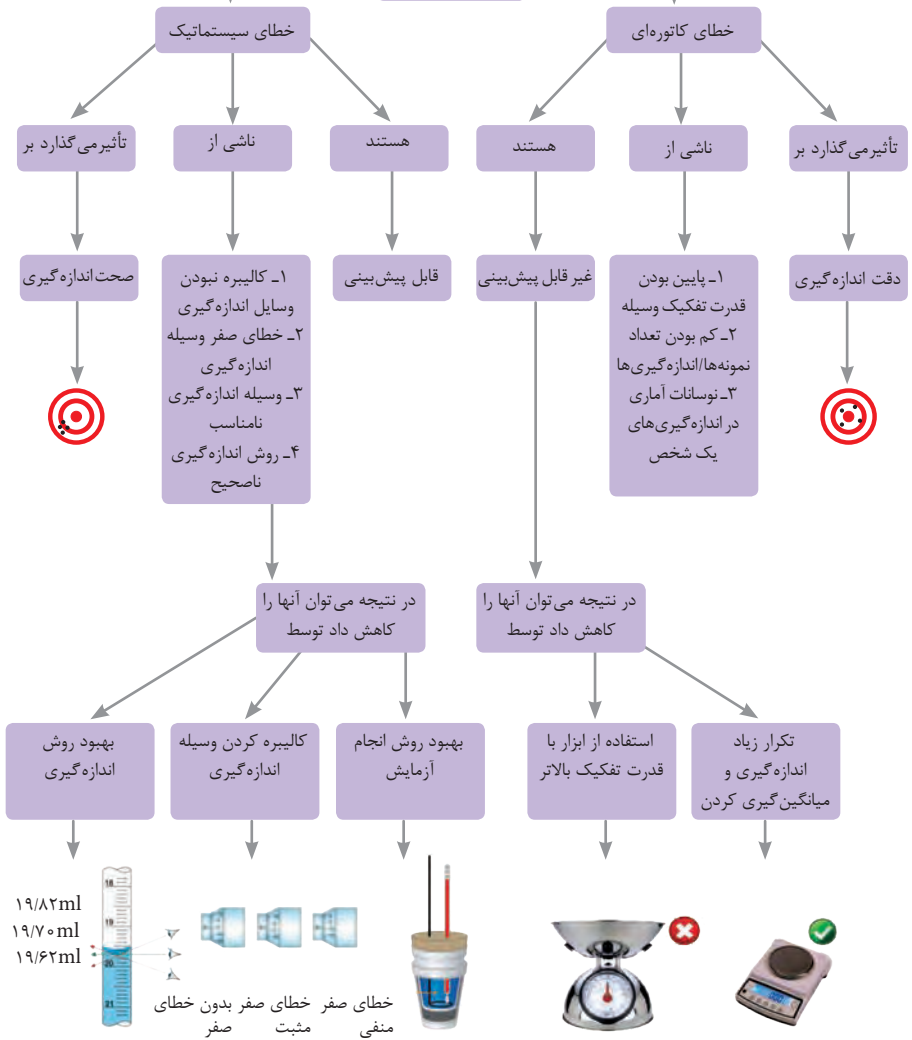 خطای کاتوره‌ای
خطای سیستماتیک
تأثیرمی‌گذارد بر
ناشی از
هستند
هستند
ناشی از
تأثیرمی‌گذارد بر
دقت اندازه‌گیری
۱ـ پایین بودن
قدرت تفکیک وسیله
۲ـ کم بودن تعداد
نمونه‌ها/اندازه‌گیری‌ها
۳ـ نوسانات آماری
در اندازه‌گیری‌های
یک شخص
غیر قابل پیش‌بینی
قابل پیش‌بینی
۱ـ کالیبره نبودن
وسایل اندازه‌گیری
۲ـ خطای صفر وسیله
اندازه‌گیری
۳ـ وسیله اندازه‌گیری
نامناسب
۴ـ روش اندازه‌گیری
ناصحیح
صحت‌اندازه‌گیری
در نتیجه می‌توان آنها را
کاهش داد توسط
در نتیجه می‌توان آنها را
کاهش داد توسط
تکرار زیاد
اندازه‌گیری و
میانگین‌گیری کردن
استفاده از ابزار با
قدرت تفکیک بالاتر
بهبود روش انجام
آزمایش
کالیبره کردن وسیله
اندازه‌گیری
بهبود روش
اندازه‌گیری
خطای صفر
منفی
خطای صفر
مثبت
بدون خطای
صفر
۱۹/۸۲ml
۱۹/۷۰ml
۱۹/۶۲ml
18
19
20
21